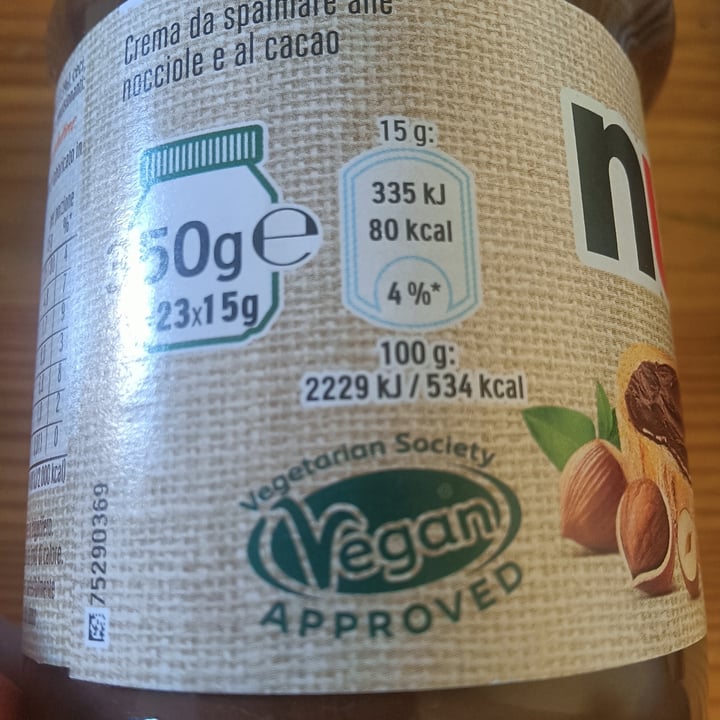 Crema da spalmare alle
nocciole e al cacao
15 g:
335 kJ
80 kcal
4 %*
50g e
23x15g
100 g:
2229 kJ / 534 kcal
Vegetarian Society
Vegan
APPROVED
75290369
n